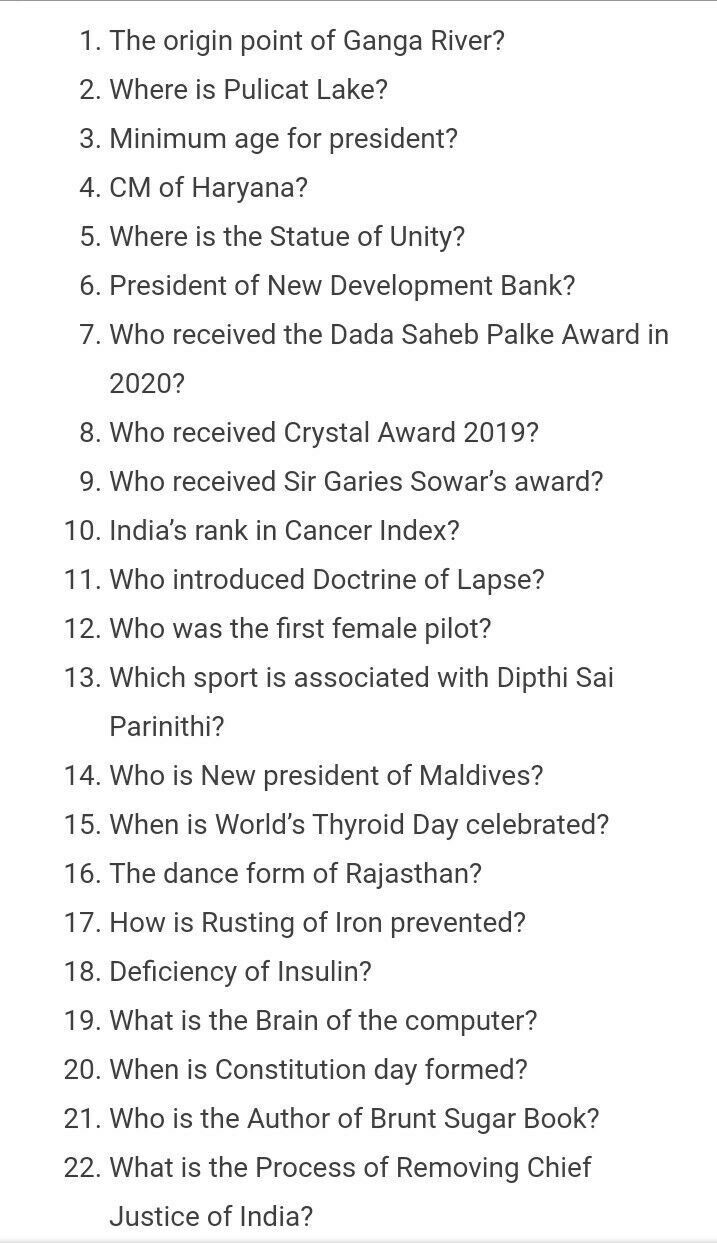 1. The origin point of Ganga River?
2. Where is Pulicat Lake?
3. Minimum age for president?
4. CM of Haryana?
5. Where is the Statue of Unity?
6. President of New Development Bank?
7. Who received the Dada Saheb Palke Award in
2020?
8. Who received Crystal Award 2019?
9. Who received Sir Garies Sowar’s award?
10. India’s rank in Cancer Index?
11. Who introduced Doctrine of Lapse?
12. Who was the first female pilot?
13. Which sport is associated with Dipthi Sai
Parinithi?
14. Who is New president of Maldives?
15. When is World’s Thyroid Day celebrated?
16. The dance form of Rajasthan?
17. How is Rusting of Iron prevented?
18. Deficiency of Insulin?
19. What is the Brain of the computer?
20. When is Constitution day formed?
21. Who is the Author of Brunt Sugar Book?
22. What is the Process of Removing Chief
Justice of India?